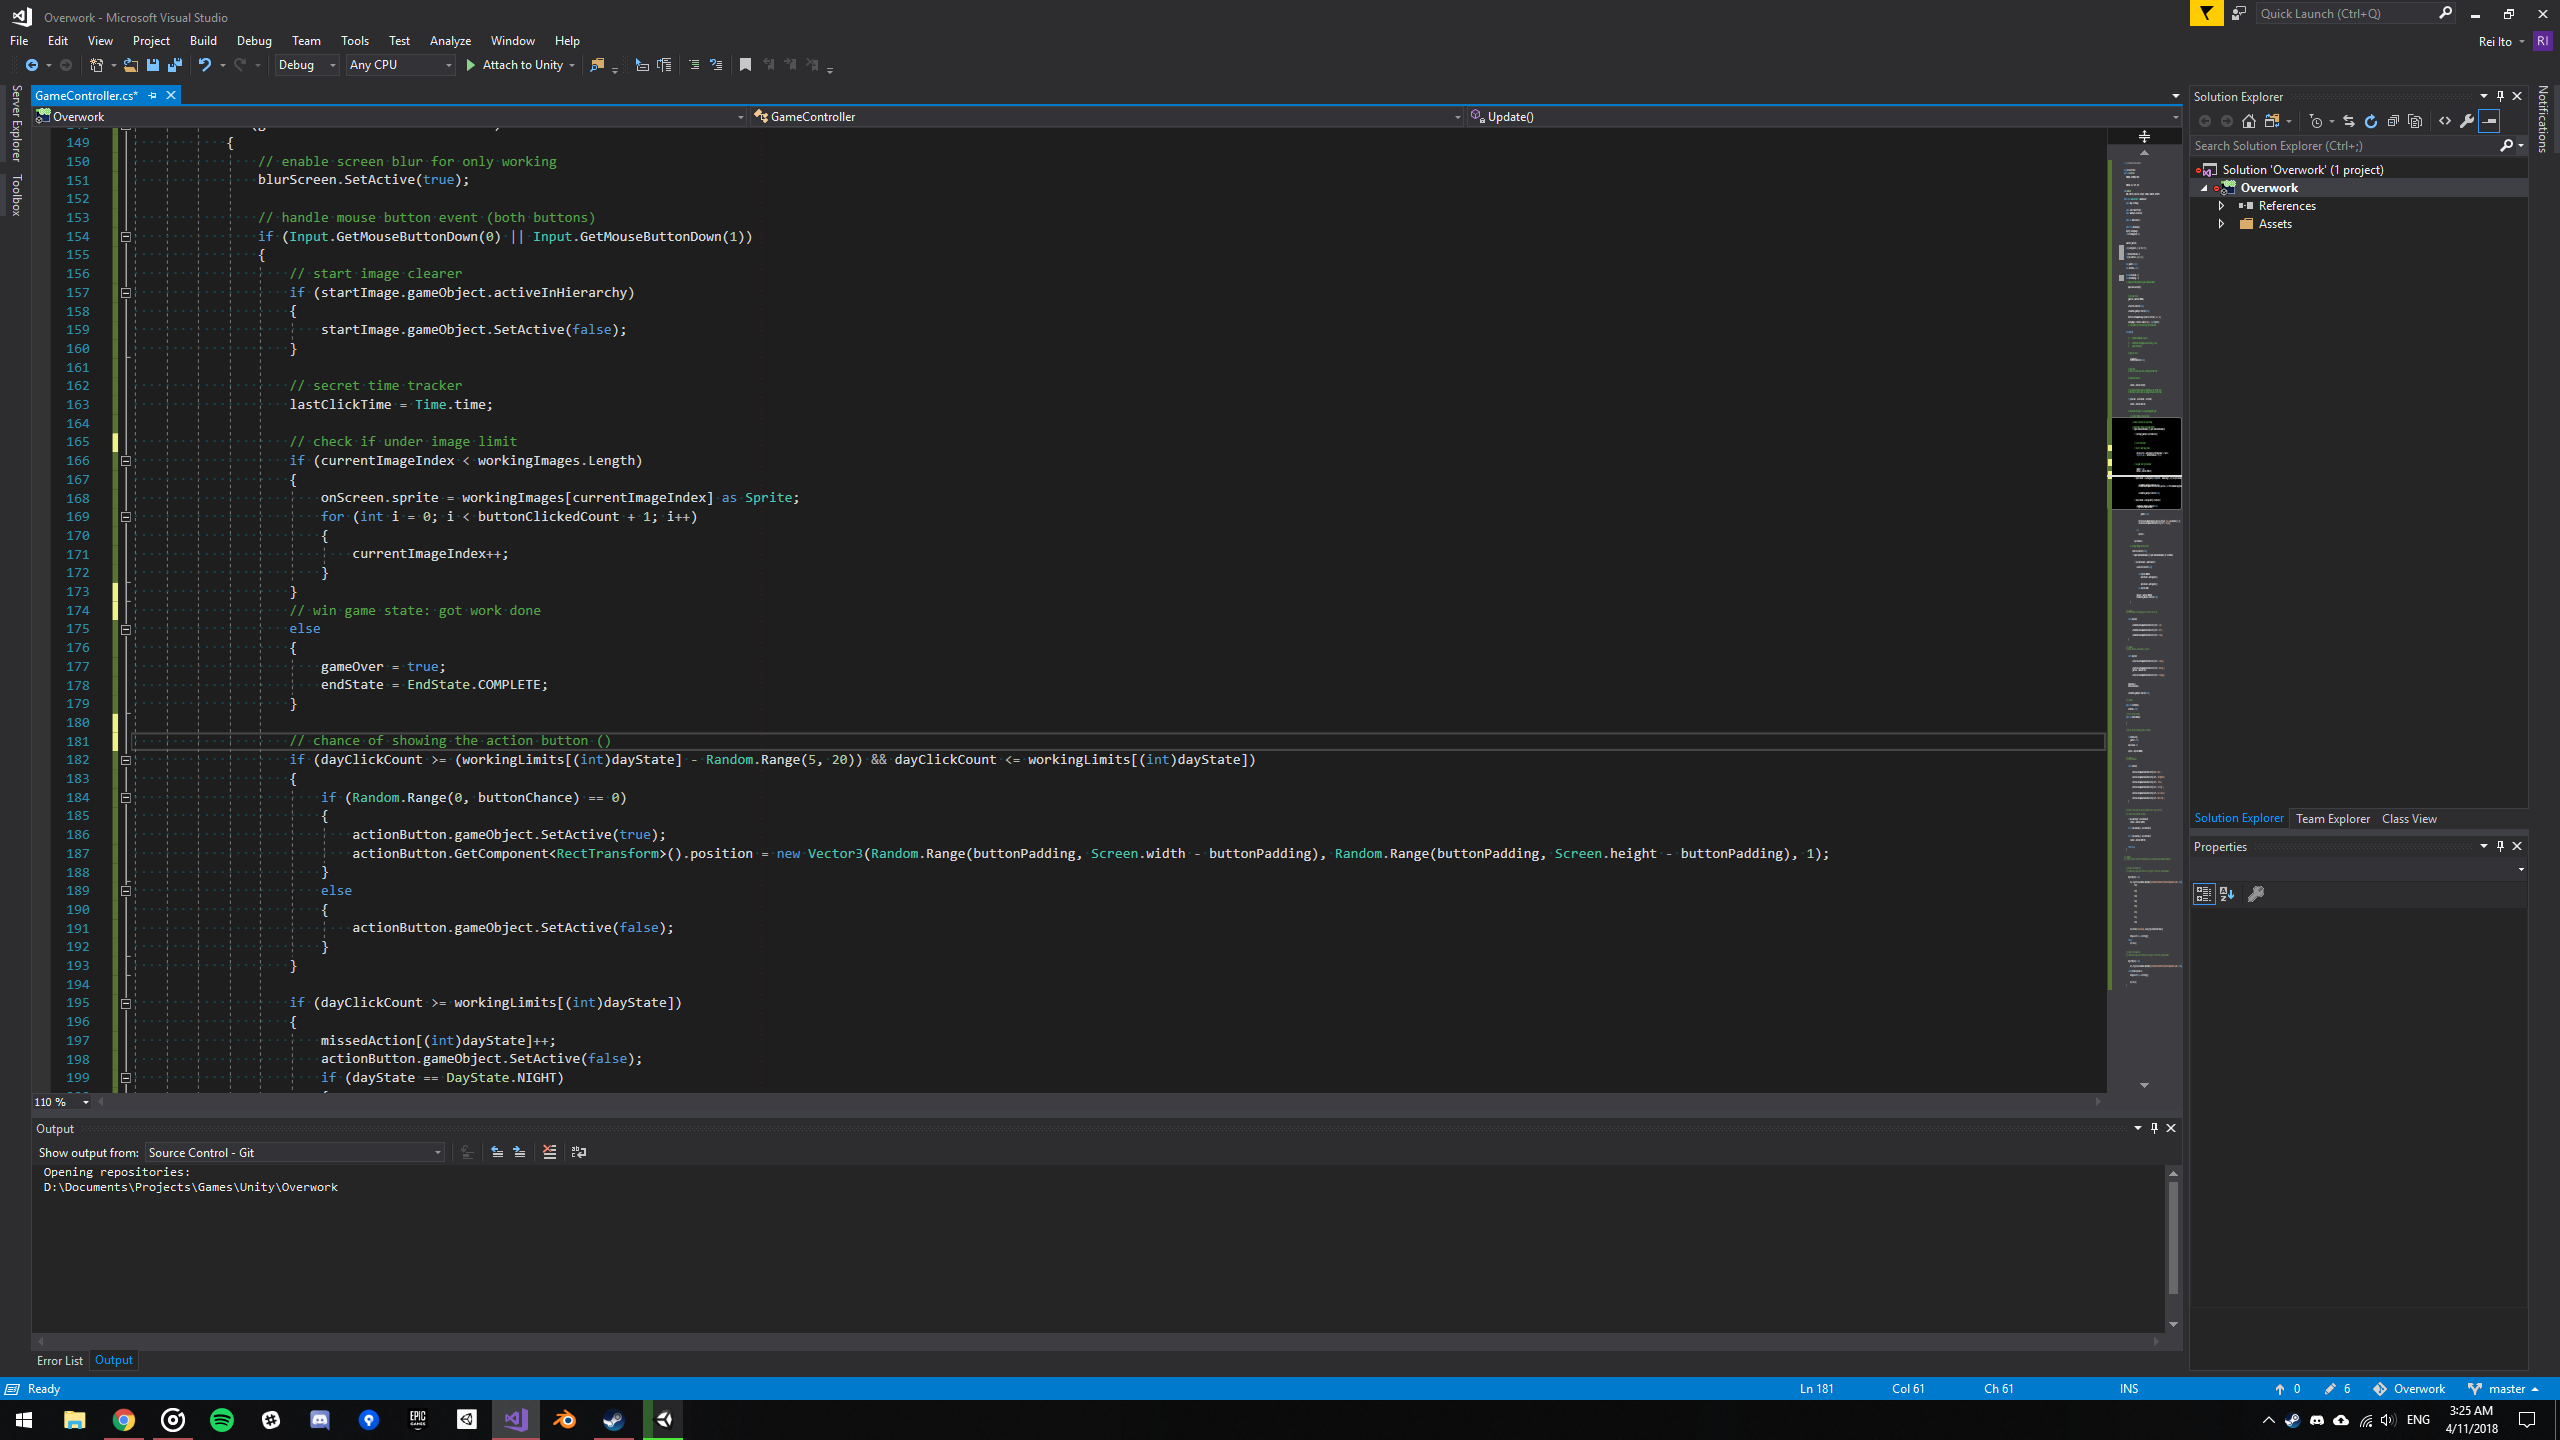 Overwork - Microsoft Visual Studio
Quick Launch (Ctrl+Q)
File Edit View Project Build Debug Team Tools Test Analyze Window Help
Rei Ito RI
Debug Any CPU Attach to Unity
Server Explorer
Toolbox
Notifications
GameController.cs*
Overwork GameController Update()
149 {
150 // enable screen blur for only working
151 blurScreen.SetActive(true);
152
153 // handle mouse button event (both buttons)
154 if (Input.GetMouseButtonDown(0) || Input.GetMouseButtonDown(1))
155 {
156 // start image clearer
157 if (startImage.gameObject.activeInHierarchy)
158 {
159 startImage.gameObject.SetActive(false);
160 }
161
162 // secret time tracker
163 lastClickTime = Time.time;
164
165 // check if under image limit
166 if (currentImageIndex < workingImages.Length)
167 {
168 onScreen.sprite = workingImages[currentImageIndex] as Sprite;
169 for (int i = 0; i < buttonClickedCount + 1; i++)
170 {
171 currentImageIndex++;
172 }
173 }
174 // win game state: got work done
175 else
176 {
177 gameOver = true;
178 endState = EndState.COMPLETE;
179 }
180
181 // chance of showing the action button ()
182 if (dayClickCount >= (workingLimits[(int)dayState] - Random.Range(5, 20)) && dayClickCount <= workingLimits[(int)dayState])
183 {
184 if (Random.Range(0, buttonChance) == 0)
185 {
186 actionButton.gameObject.SetActive(true);
187 actionButton.GetComponent<RectTransform>().position = new Vector3(Random.Range(buttonPadding, Screen.width - buttonPadding), Random.Range(buttonPadding, Screen.height - buttonPadding), 1);
188 }
189 else
190 {
191 actionButton.gameObject.SetActive(false);
192 }
193 }
194
195 if (dayClickCount >= workingLimits[(int)dayState])
196 {
197 missedAction[(int)dayState]++;
198 actionButton.gameObject.SetActive(false);
199 if (dayState == DayState.NIGHT)
110 %
Output
Show output from: Source Control - Git
Opening repositories:
D:\Documents\Projects\Games\Unity\Overwork
Error List Output
Solution Explorer
Search Solution Explorer (Ctrl+;)
Solution 'Overwork' (1 project)
Overwork
References
Assets
Solution Explorer Team Explorer Class View
Properties
Ready Ln 181 Col 61 Ch 61 INS 0 6 Overwork master
EPIC GAMES
ENG
3:25 AM
4/11/2018